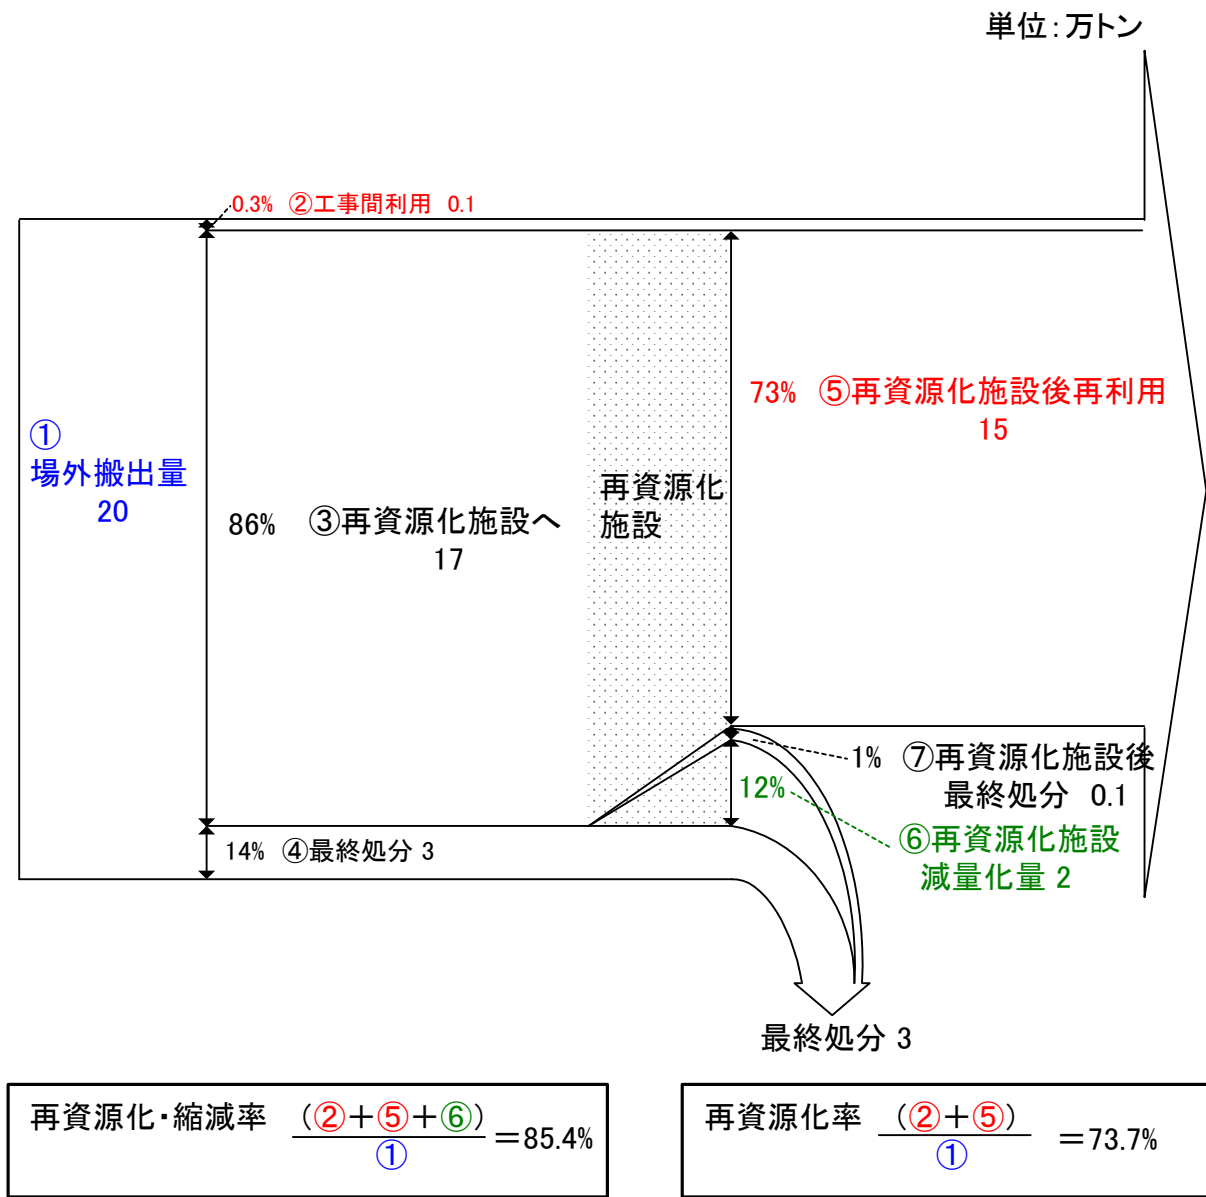 単位:万トン
0.3% ②工事間利用 0.1
①
場外搬出量
20
86% ③再資源化施設へ
17
再資源化
施設
73% ⑤再資源化施設後再利用
15
1% ⑦再資源化施設後
最終処分 0.1
12%
⑥再資源化施設
減量化量 2
14% ④最終処分 3
最終処分 3
再資源化・縮減率 (②+⑤+⑥)
① =85.4%
再資源化率 (②+⑤)
① =73.7%